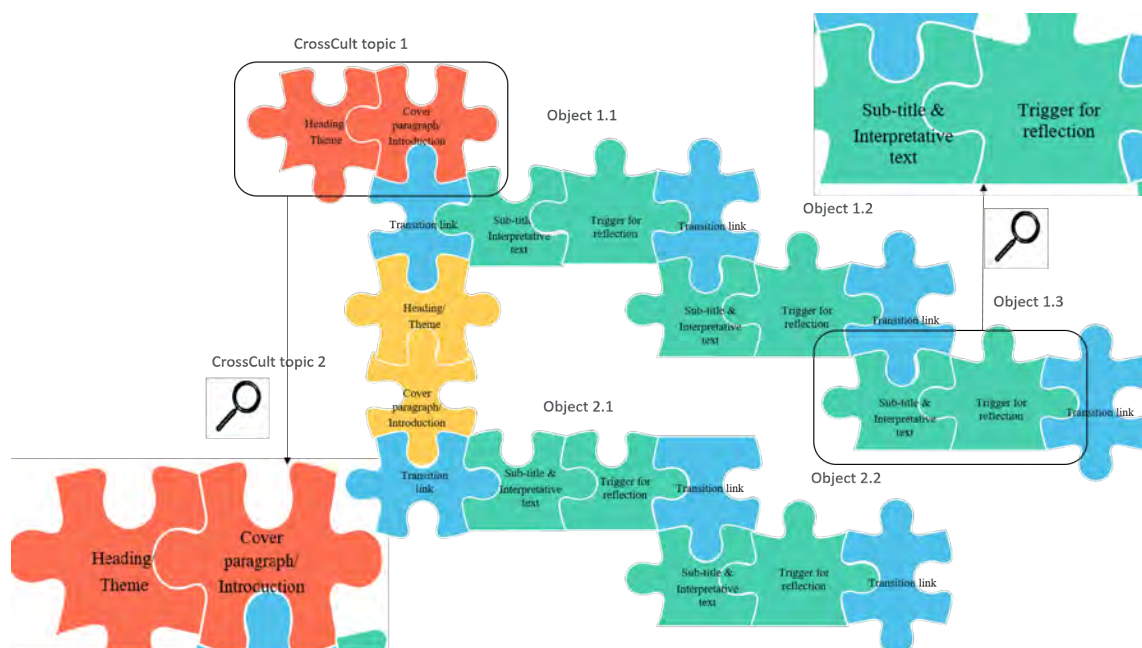 CrossCult topic 1
Heading/
Theme
Cover
paragraph/
Introduction
Object 1.1
Transition link
Sub-title &
Interpretative
text
Trigger for
reflection
Transition link
Sub-title &
Interpretative
text
Trigger for
reflection
Object 1.2
Sub-title &
Interpretative
text
Trigger for
reflection
Transition link
Object 1.3
Sub-title &
Interpretative
text
Trigger for
reflection
Transition link
CrossCult topic 2
Heading/
Theme
Cover
paragraph/
Introduction
Object 2.1
Transition
link
Sub-title &
Interpretative
text
Trigger for
reflection
Transition link
Object 2.2
Sub-title &
Interpretative
text
Trigger for
reflection
Transition link
Heading/
Theme
Cover
paragraph/
Introduction